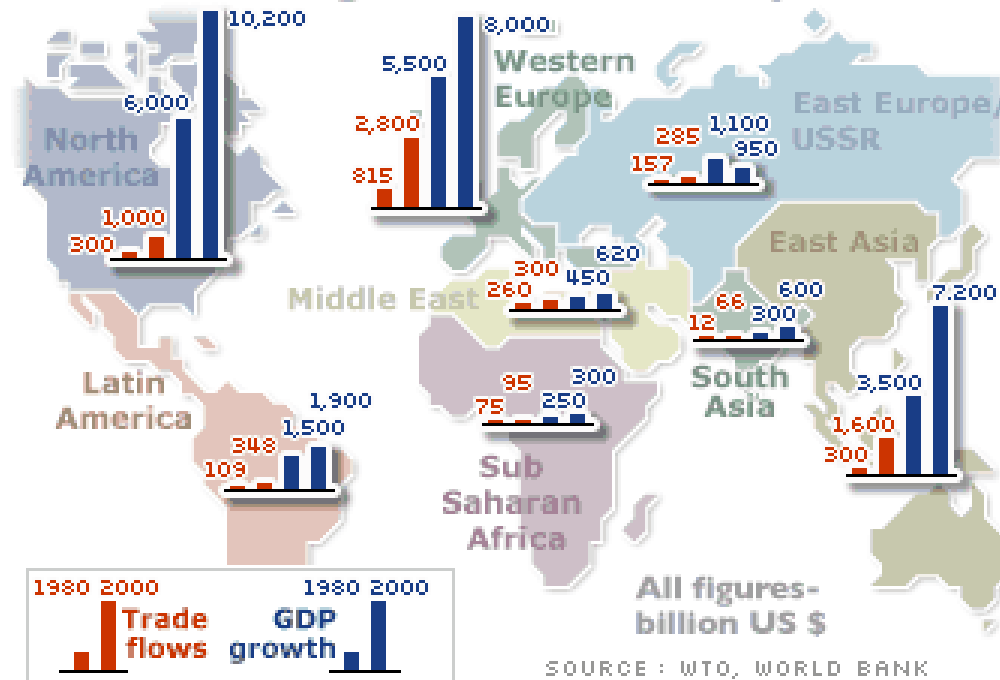 10,200
6,000
North
America
1,000
300
8,000
5,500
2,800
815
Western
Europe
East Europe/
USSR
285
1,100
157
950
East Asia
Middle East
260
300
450
620
12
66
300
600
South
Asia
7.200
3,500
1,600
300
Latin
America
109
348
1,500
1,900
75
95
250
300
Sub
Saharan
Africa
1980 2000
Trade
flows
1980 2000
GDP
growth
All figures-
billion US $
SOURCE : WTO, WORLD BANK